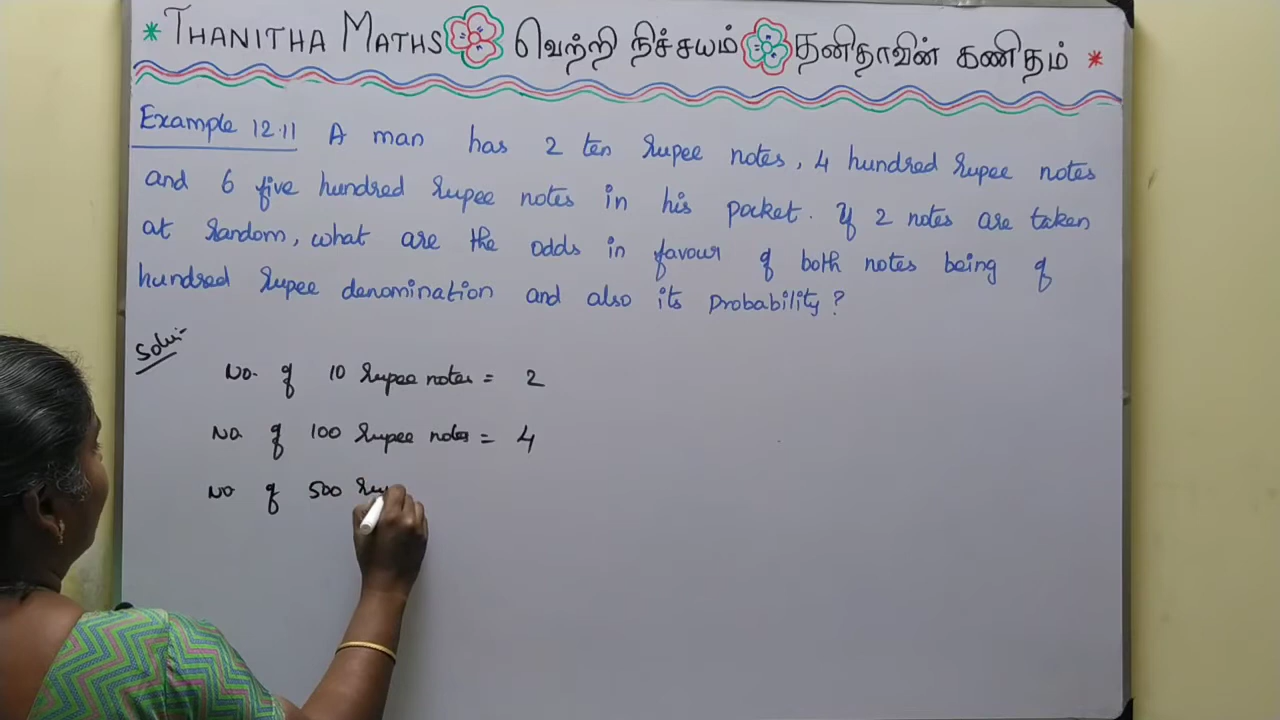 * THANITHA MATHS வெற்றி நிச்சயம் தனிதாவின் கணிதம் *
Example 12.11 A man has 2 ten rupee notes, 4 hundred rupee notes
and 6 five hundred rupee notes in his pocket. If 2 notes are taken
at random, what are the odds in favour of both notes being of
hundred rupee denomination and also its probability?
Solu:-
No. of 10 rupee notes = 2
No of 100 rupee notes = 4
No of 500 rup